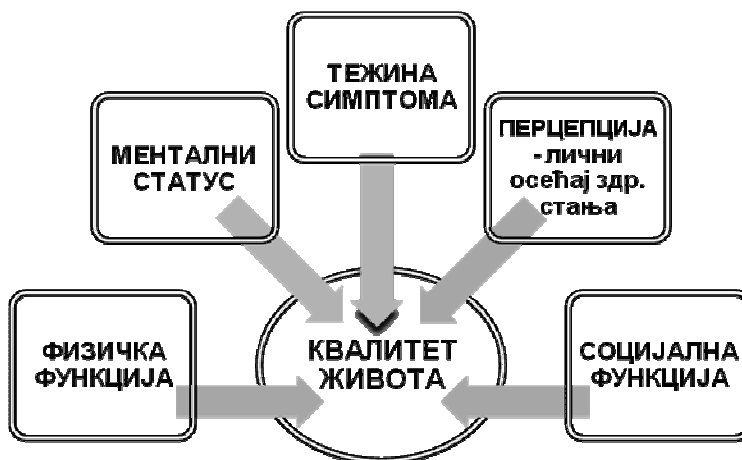 ТЕЖИНА
СИМПТОМА
МЕНТАЛНИ
СТАТУС
ПЕРЦЕПЦИЈА
-лични
осећај здр.
стања
ФИЗИЧКА
ФУНКЦИЈА
КВАЛИТЕТ
ЖИВОТА
СОЦИЈАЛНА
ФУНКЦИЈА